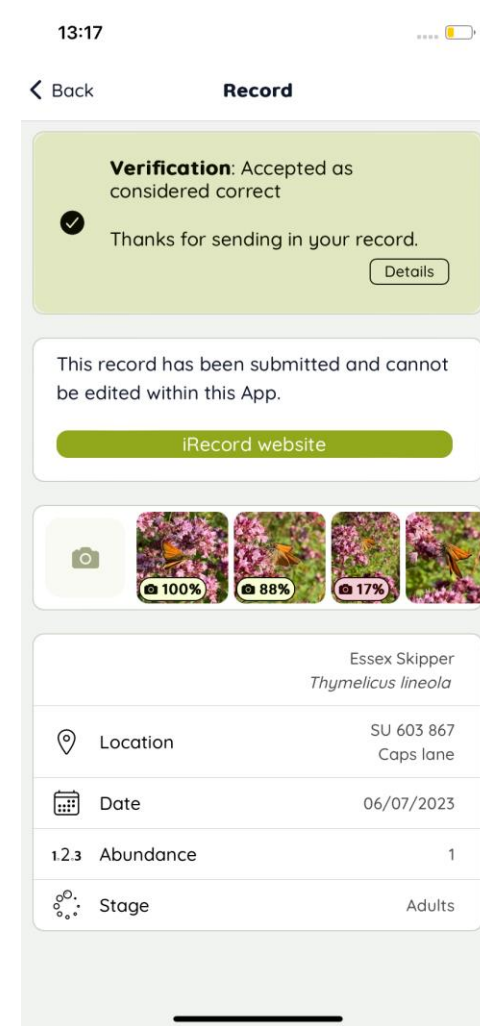 13:17
Back
Record
Verification: Accepted as
considered correct
Thanks for sending in your record.
Details
This record has been submitted and cannot
be edited within this App.
iRecord website
100%
88%
17%
Essex Skipper
Thymelicus lineola
Location
SU 603 867
Caps lane
Date
06/07/2023
1.2.3 Abundance
1
Stage
Adults